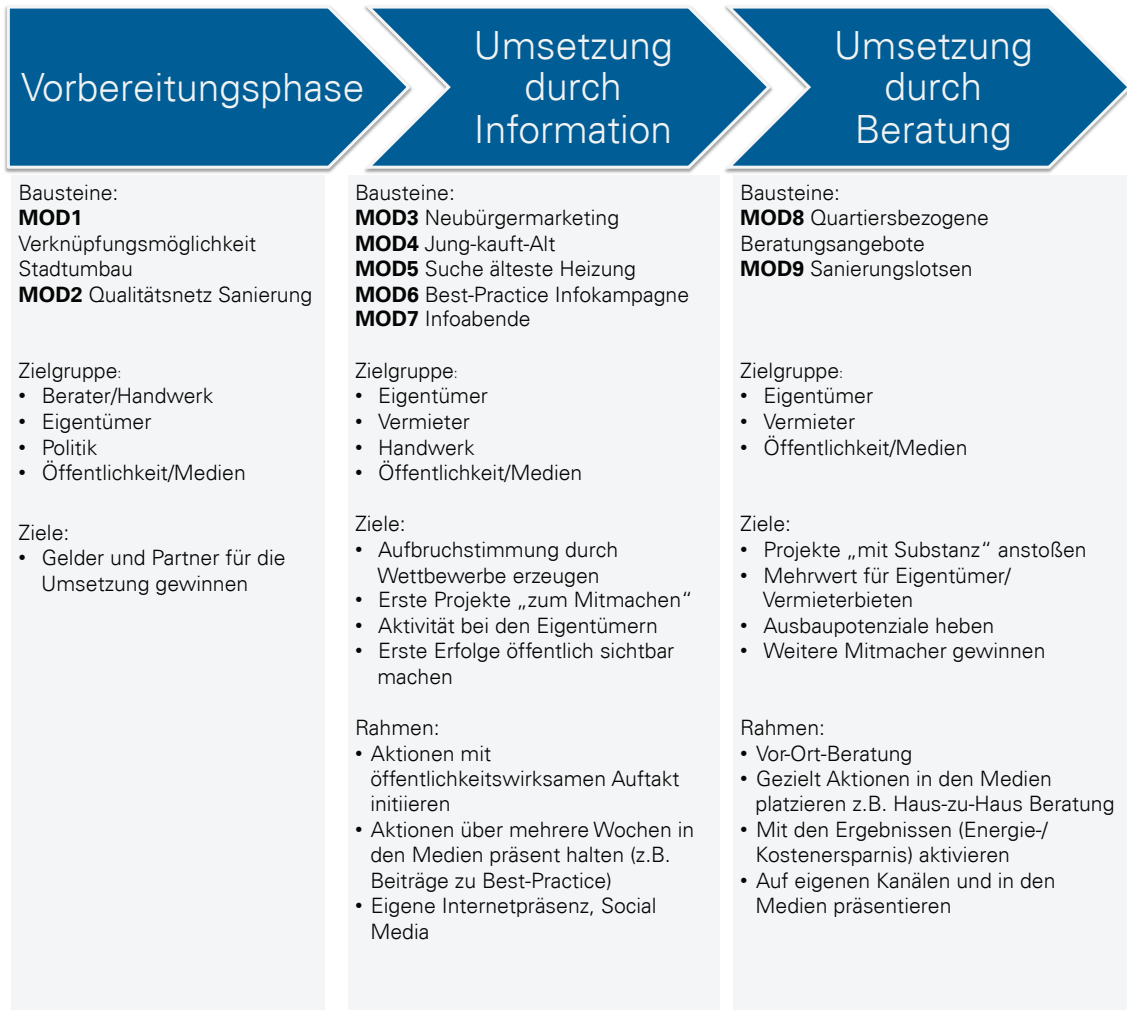 Vorbereitungsphase
Bausteine:
MOD1
Verknüpfungsmöglichkeit
Stadtumbau
MOD2 Qualitätsnetz Sanierung
Zielgruppe:
• Berater/Handwerk
• Eigentümer
• Politik
• Öffentlichkeit/Medien
Ziele:
• Gelder und Partner für die
Umsetzung gewinnen
Umsetzung
durch
Information
Bausteine:
MOD3 Neubürgermarketing
MOD4 Jung-kauft-Alt
MOD5 Suche älteste Heizung
MOD6 Best-Practice Infokampagne
MOD7 Infoabende
Zielgruppe:
• Eigentümer
• Vermieter
• Handwerk
• Öffentlichkeit/Medien
Ziele:
• Aufbruchstimmung durch
Wettbewerbe erzeugen
• Erste Projekte „zum Mitmachen“
• Aktivität bei den Eigentümern
• Erste Erfolge öffentlich sichtbar
machen
Rahmen:
• Aktionen mit
öffentlichkeitswirksamen Auftakt
initiieren
• Aktionen über mehrere Wochen in
den Medien präsent halten (z.B.
Beiträge zu Best-Practice)
• Eigene Internetpräsenz, Social
Media
Umsetzung
durch
Beratung
Bausteine:
MOD8 Quartiersbezogene
Beratungsangebote
MOD9 Sanierungslotsen
Zielgruppe:
• Eigentümer
• Vermieter
• Öffentlichkeit/Medien
Ziele:
• Projekte „mit Substanz“ anstoßen
• Mehrwert für Eigentümer/
Vermieterbieten
• Ausbaupotenziale heben
• Weitere Mitmacher gewinnen
Rahmen:
• Vor-Ort-Beratung
• Gezielt Aktionen in den Medien
platzieren z.B. Haus-zu-Haus Beratung
• Mit den Ergebnissen (Energie-/
Kostenersparnis) aktivieren
• Auf eigenen Kanälen und in den
Medien präsentieren